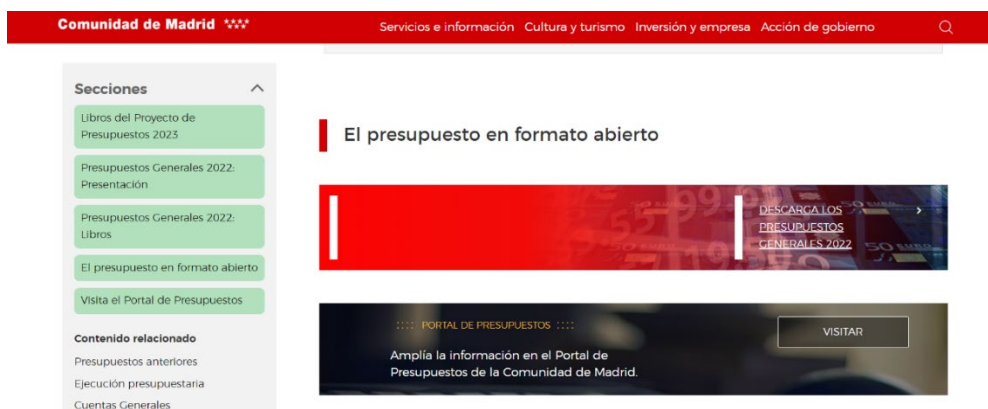 Comunidad de Madrid
Servicios e información Cultura y turismo Inversión y empresa Acción de gobierno
Secciones
Libros del Proyecto de
Presupuestos 2023
Presupuestos Generales 2022:
Presentación
Presupuestos Generales 2022:
Libros
El presupuesto en formato abierto
Visita el Portal de Presupuestos
Contenido relacionado
Presupuestos anteriores
Ejecución presupuestaria
Cuentas Generales
El presupuesto en formato abierto
DESCARGA LOS
PRESUPUESTOS
GENERALES 2022
:::: PORTAL DE PRESUPUESTOS ::::
Amplía la información en el Portal de
Presupuestos de la Comunidad de Madrid.
VISITAR